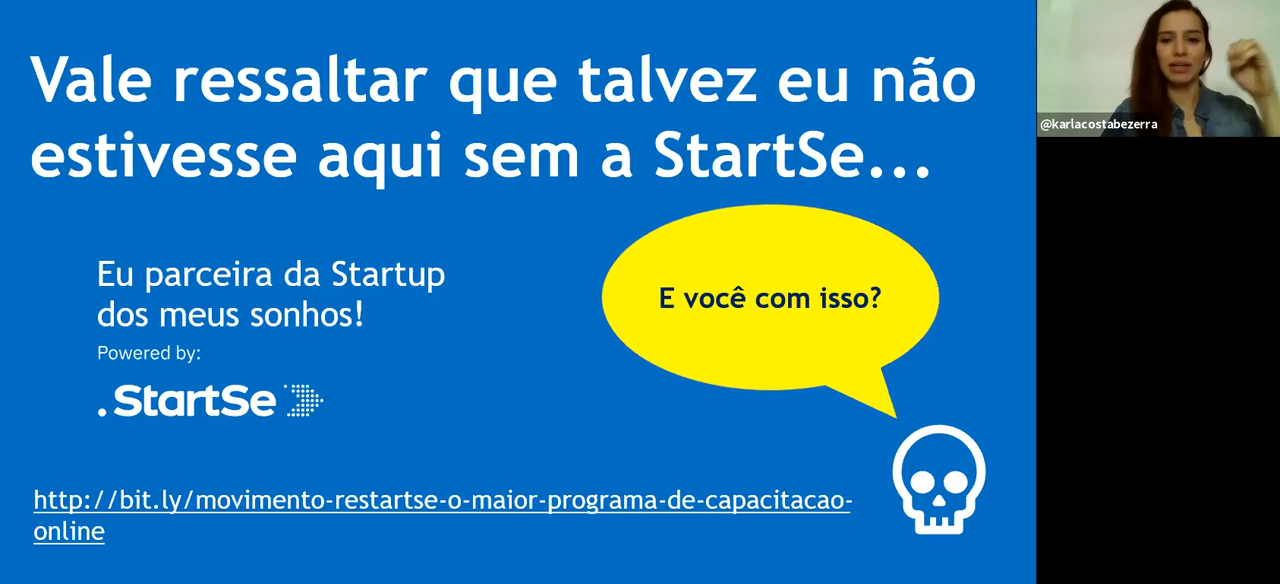 Vale ressaltar que talvez eu não
estivesse aqui sem a StartSe...
@karlacostabezerra
E você com isso?
Eu parceira da Startup
dos meus sonhos!
Powered by:
.StartSe
http://bit.ly/movimento-restartse-o-maior-programa-de-capacitacao-
online